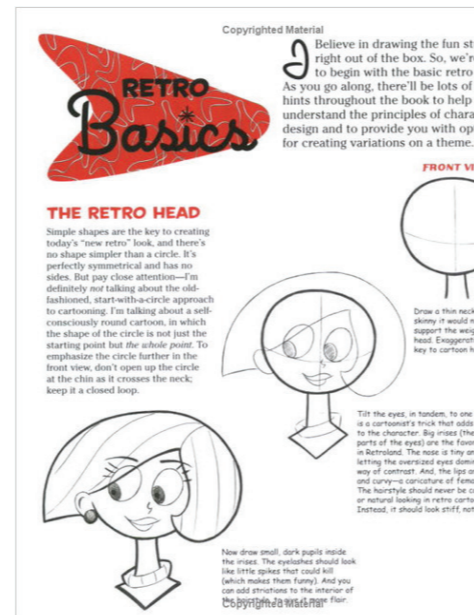 Copyrighted Material
RETRO
Basics
I Believe in drawing the fun st
right out of the box. So, we're
to begin with the basic retro
As you go along, there'll be lots of
hints throughout the book to help
understand the principles of chara
design and to provide you with op
for creating variations on a theme.
THE RETRO HEAD
Simple shapes are the key to creating
today's "new retro" look, and there's
no shape simpler than a circle. It's
perfectly symmetrical and has no
sides. But pay close attention—I'm
definitely not talking about the old-
fashioned, start-with-a-circle approach
to cartooning. I'm talking about a self-
consciously round cartoon, in which
the shape of the circle is not just the
starting point but the whole point. To
emphasize the circle further in the
front view, don't open up the circle
at the chin as it crosses the neck;
keep it a closed loop.
FRONT VI
Draw a thin neck
skinny it would n
support the weig
head. Exaggerat
key to cartoon h
Tilt the eyes, in tandem, to one
is a cartoonist's trick that adds
to the character. Big irises (the
parts of the eyes) are the favor
in Retroland. The nose is tiny an
letting the oversized eyes domi
way of contrast. And, the lips ar
and curvy—a caricature of fema
The hairstyle should never be c
or natural looking in retro carto
Instead, it should look stiff, not
Now draw small, dark pupils inside
the irises. The eyelashes should look
like little spikes that could kill
(which makes them funny). And you
can add striations to the interior of
the hairstyle, to give it more flair.
Copyrighted Material